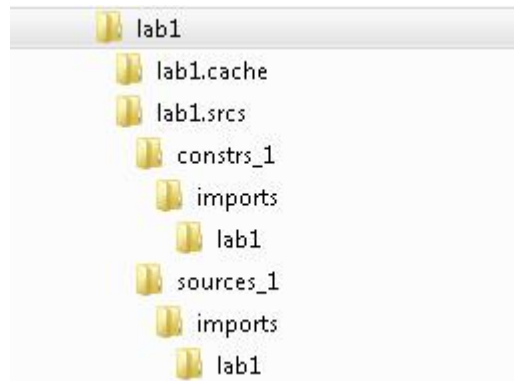 lab1
lab1.cache
lab1.srcs
constrs_1
imports
lab1
sources_1
imports
lab1